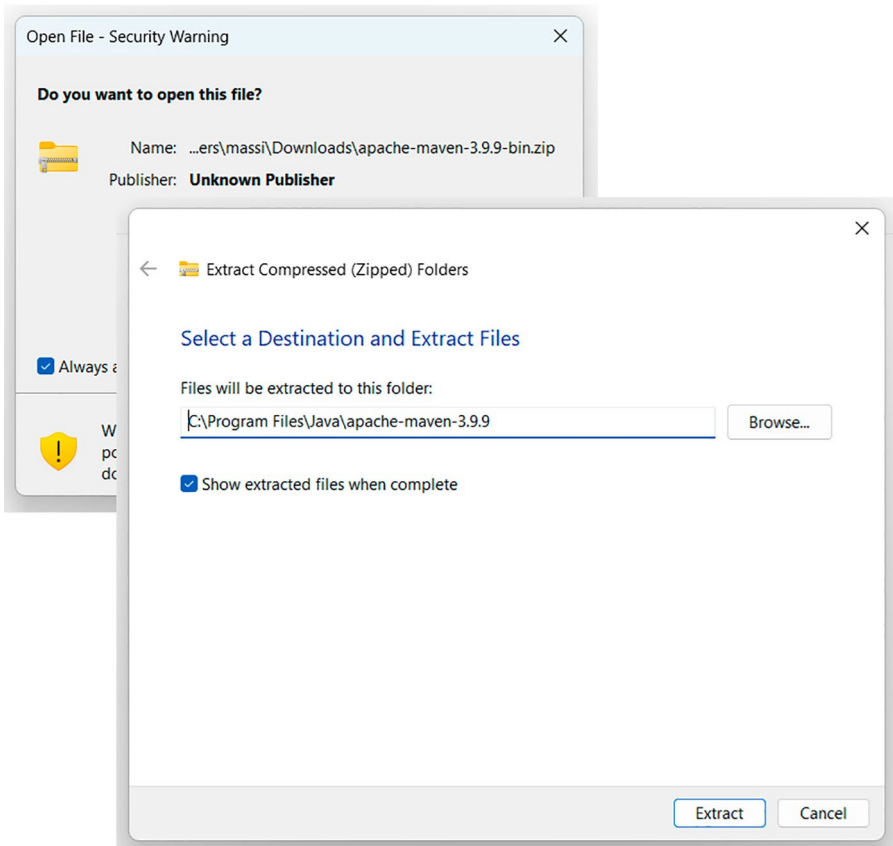 Open File - Security Warning
Do you want to open this file?
Name: ...ers\massi\Downloads\apache-maven-3.9.9-bin.zip
Publisher: Unknown Publisher
Always
Extract Compressed (Zipped) Folders
Select a Destination and Extract Files
Files will be extracted to this folder:
C:\Program Files\Java\apache-maven-3.9.9
Browse...
Show extracted files when complete
Extract
Cancel